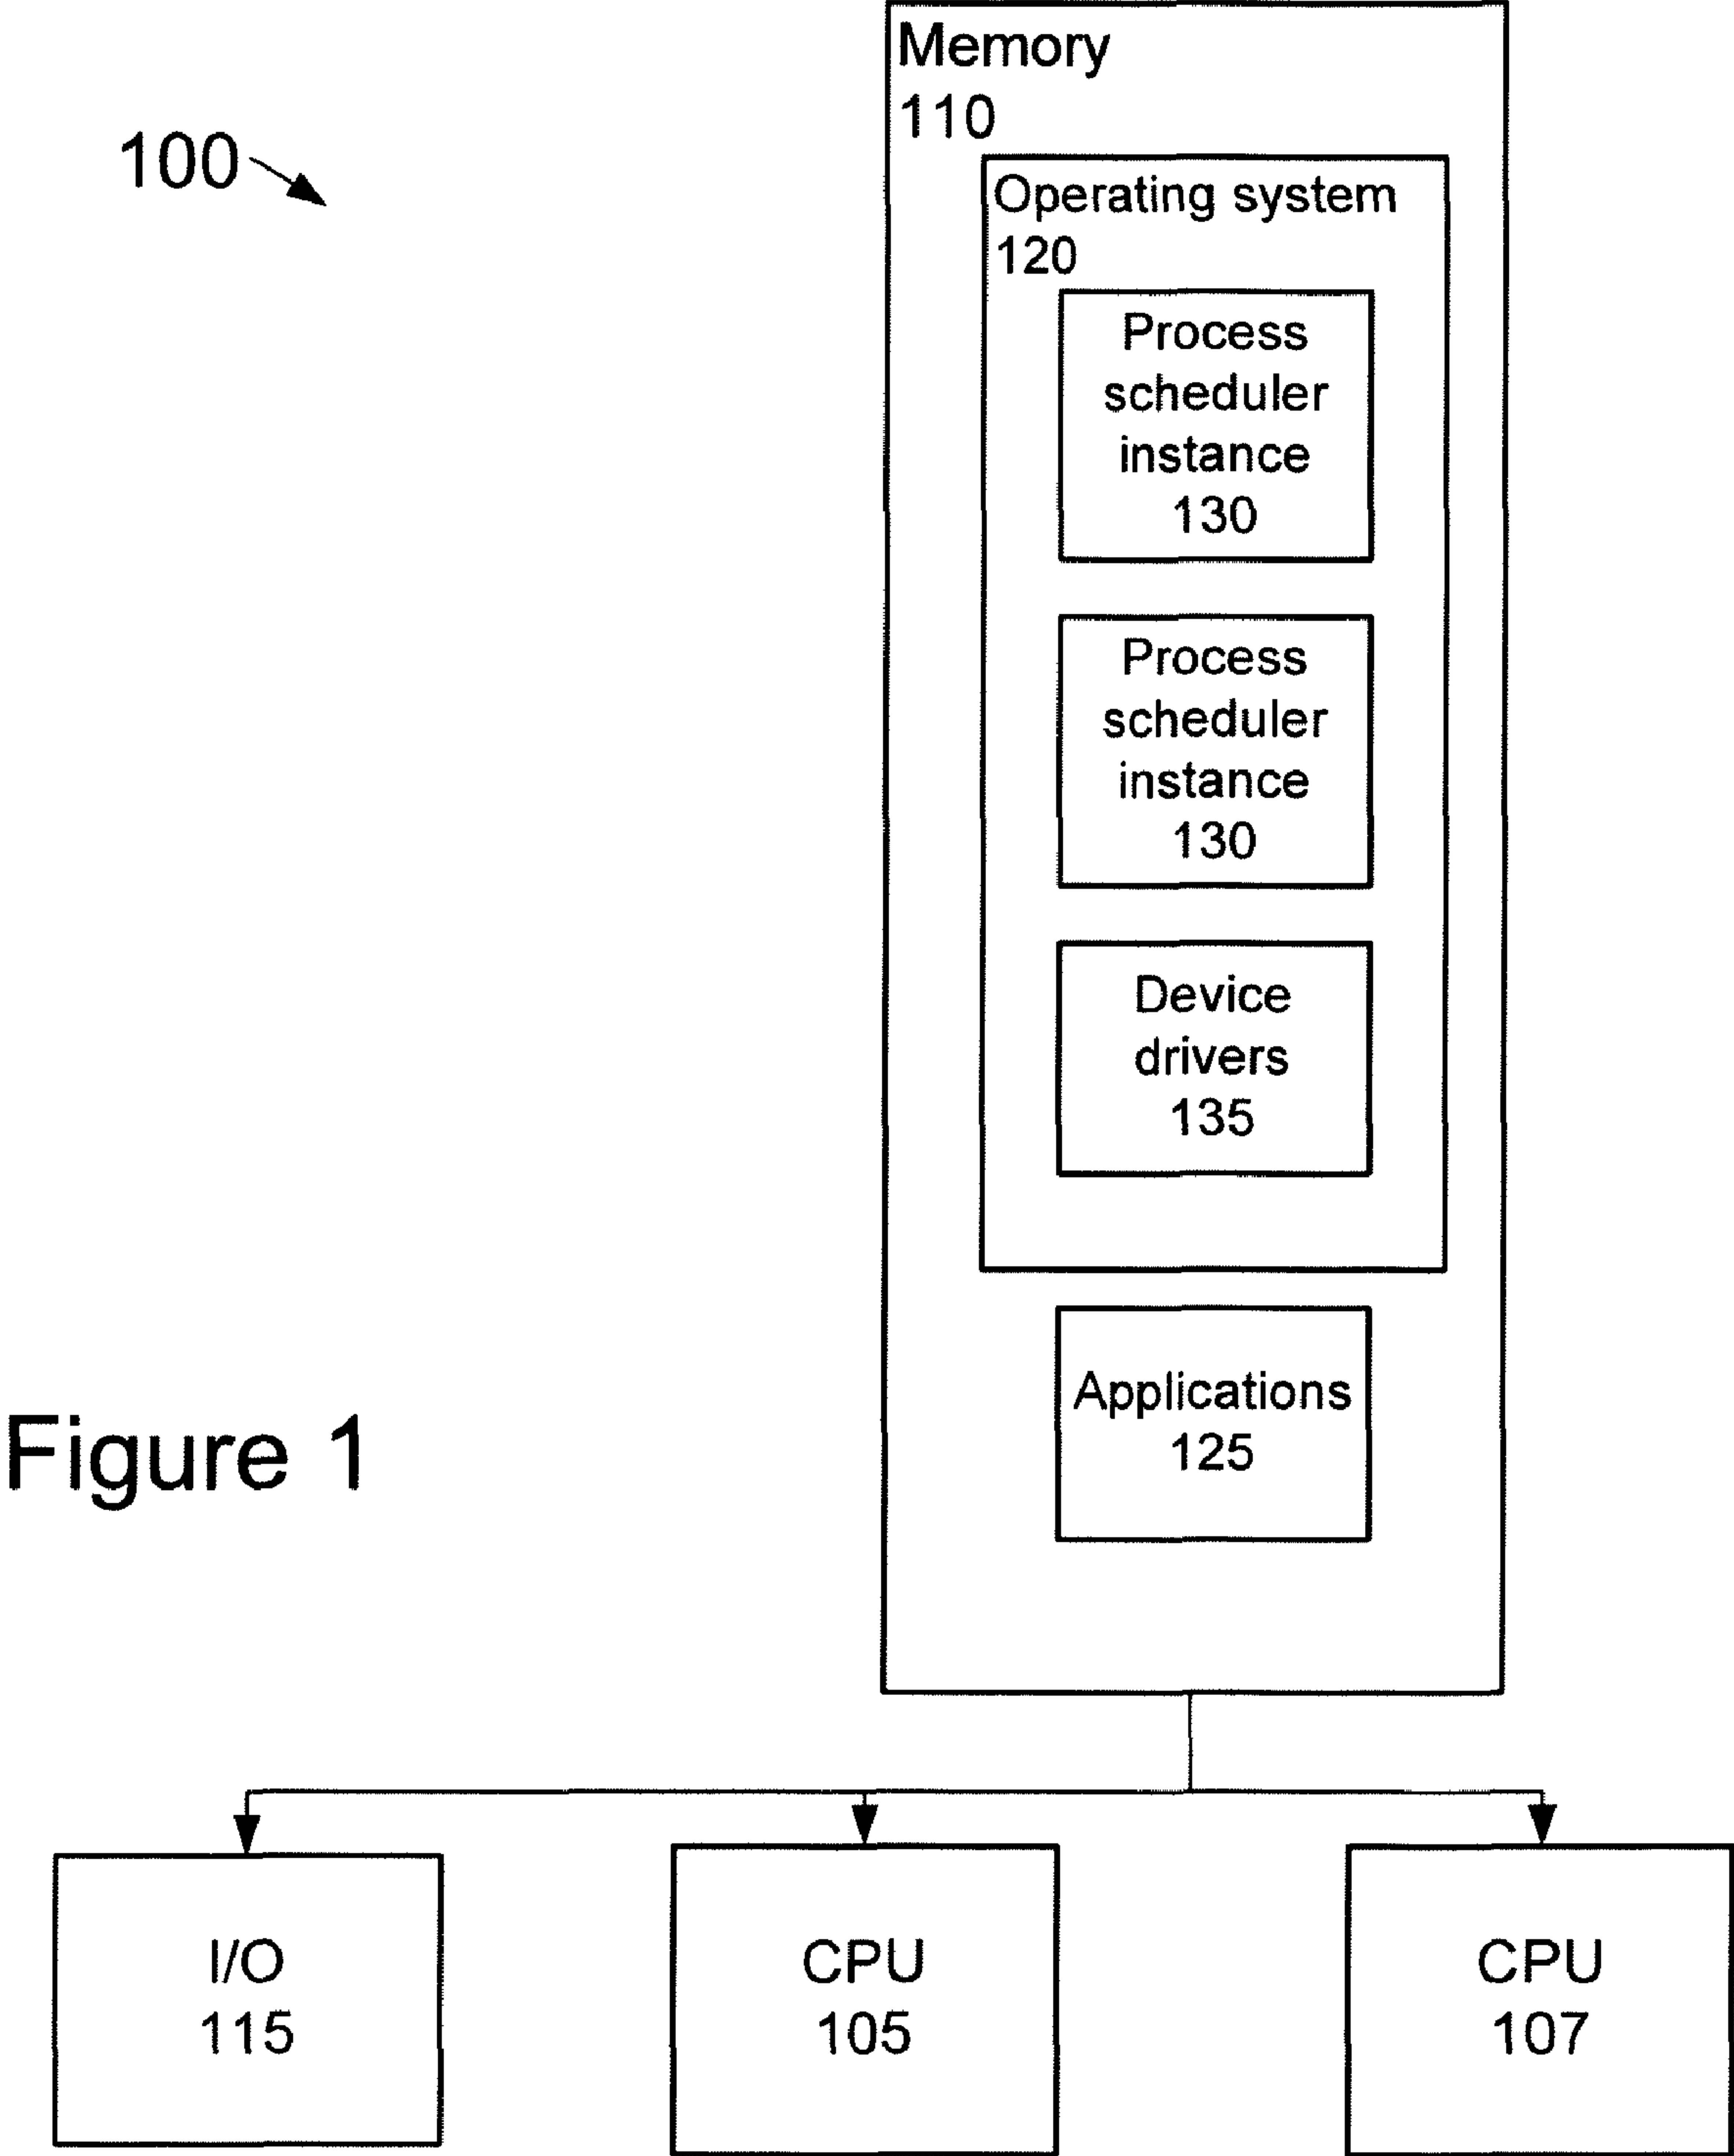 Memory
110
100
Operating system
120
Process
scheduler
instance
130
Process
scheduler
instance
130
Device
drivers
135
Applications
125
Figure 1
I/O
115
CPU
105
CPU
107